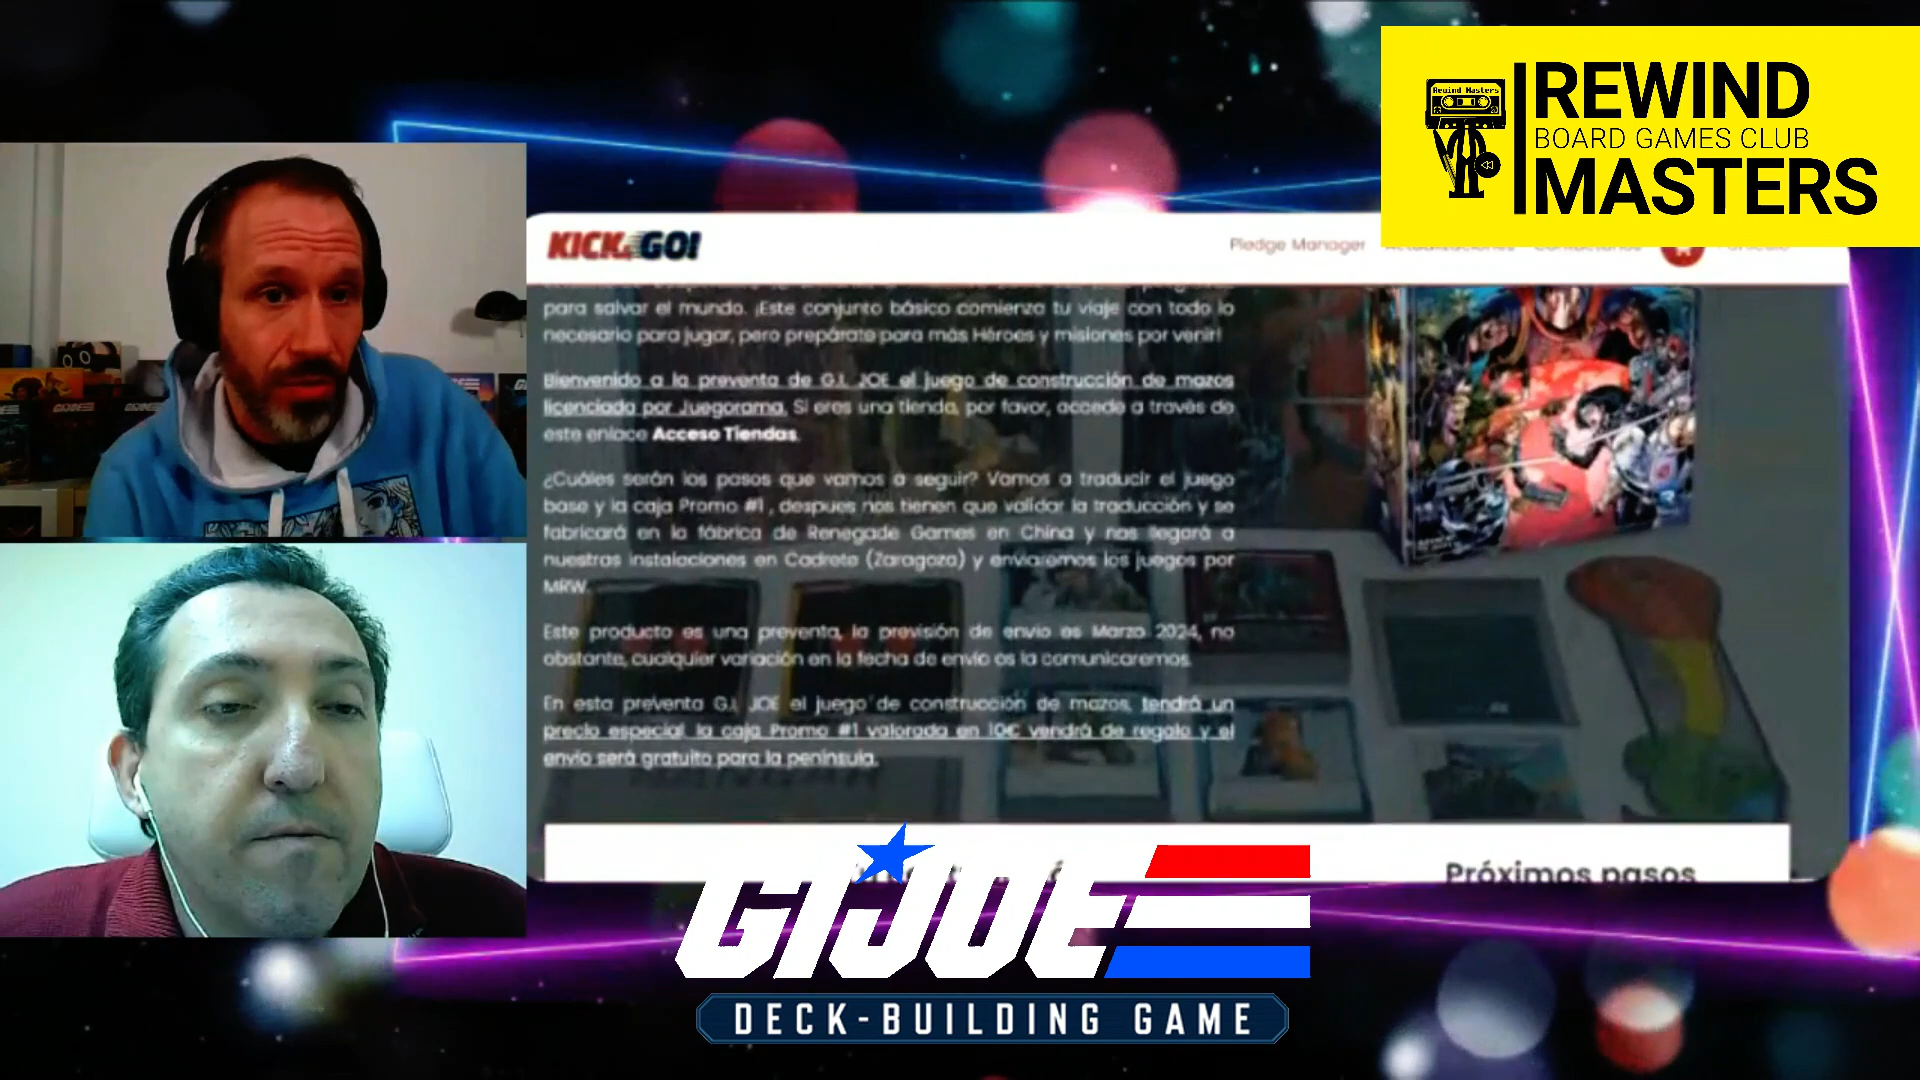 Rewind Masters
REWIND
BOARD GAMES CLUB
MASTERS
KICK&GO!
Pledge Manager
para salvar el mundo. ¡Este conjunto básico comienza tu viaje con todo lo
necesario para jugar, pero prepárate para más Héroes y misiones por venir!
Bienvenido a la preventa de G.I. JOE el juego de construcción de mazos
licenciada por Juegorama. Si eres una tienda, por favor, accede a través de
este enlace Acceso Tiendas.
¿Cuáles serán los pasos que vamos a seguir? Vamos a traducir el juego
base y la caja Promo #1 , despues nos tienen que validar la traducción y se
fabricará en la fábrica de Renegade Games en China y nos llegará a
nuestras instalaciones en Cadrete (Zaragoza) y enviaremos los juegos por
MRW.
Este producto es una preventa, la previsión de envío es Marzo 2024, no
obstante, cualquier variación en la fecha de envío os la comunicaremos.
En esta preventa G.I. JOE el juego de construcción de mazos, tendrá un
precio especial, la caja Promo #1 valorada en 10€ vendrá de regalo y el
envío será gratuito para la península.
Próximos pasos
GIJOE
DECK-BUILDING GAME